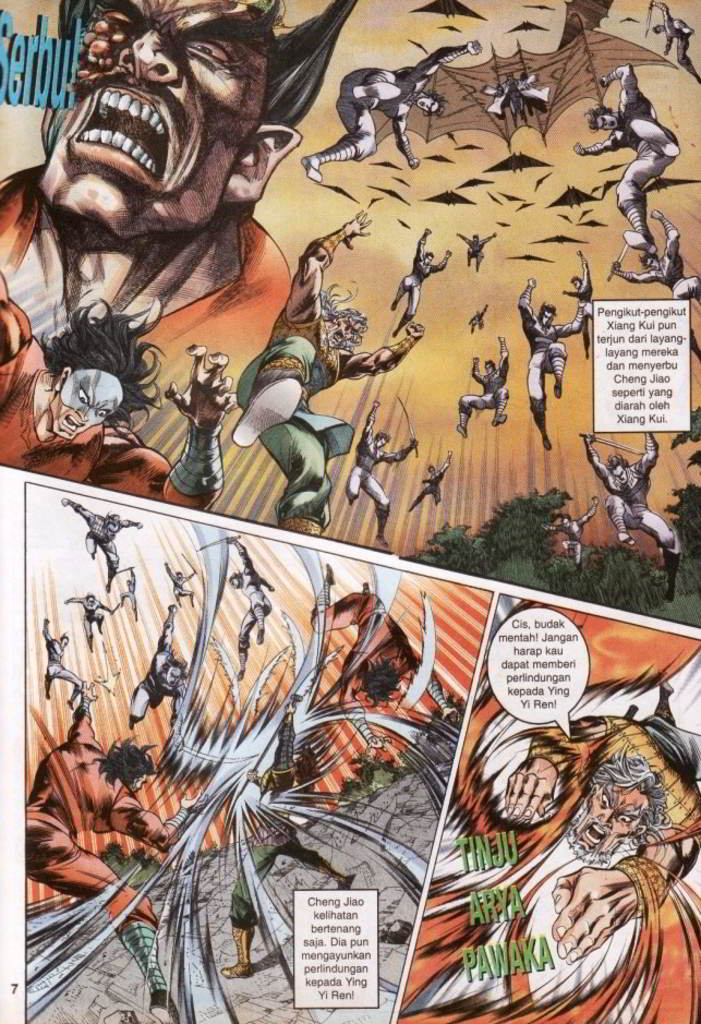 Serbu!
Pengikut-pengikut
Xiang Kui pun
terjun dari layang-
layang mereka
dan menyerbu
Cheng Jiao
seperti yang
diarah oleh
Xiang Kui.
Cheng Jiao
kelihatan
bertenang
saja. Dia pun
mengayunkan
perlindungan
kepada Ying
Yi Ren!
Cis, budak
mentah! Jangan
harap kau
dapat memberi
perlindungan
kepada Ying
Yi Ren!
TINJU
ARYA
PAWAKA
7